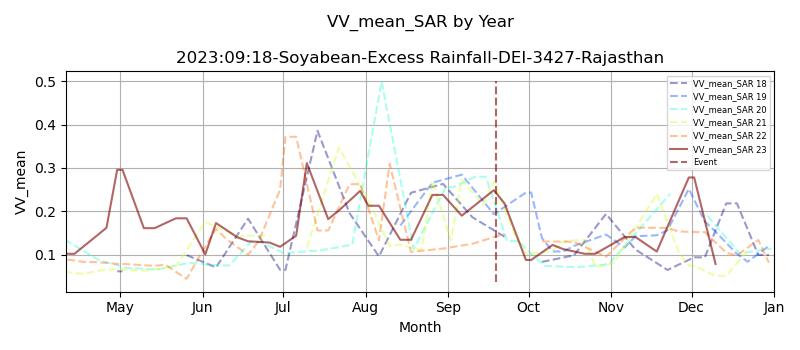 VV_mean_SAR by Year
2023:09:18-Soyabean-Excess Rainfall-DEI-3427-Rajasthan
VV_mean
0.5
0.4
0.3
0.2
0.1
VV_mean_SAR 18
VV_mean_SAR 19
VV_mean_SAR 20
VV_mean_SAR 21
VV_mean_SAR 22
VV_mean_SAR 23
Event
May Jun Jul Aug Sep Oct Nov Dec Jan
Month